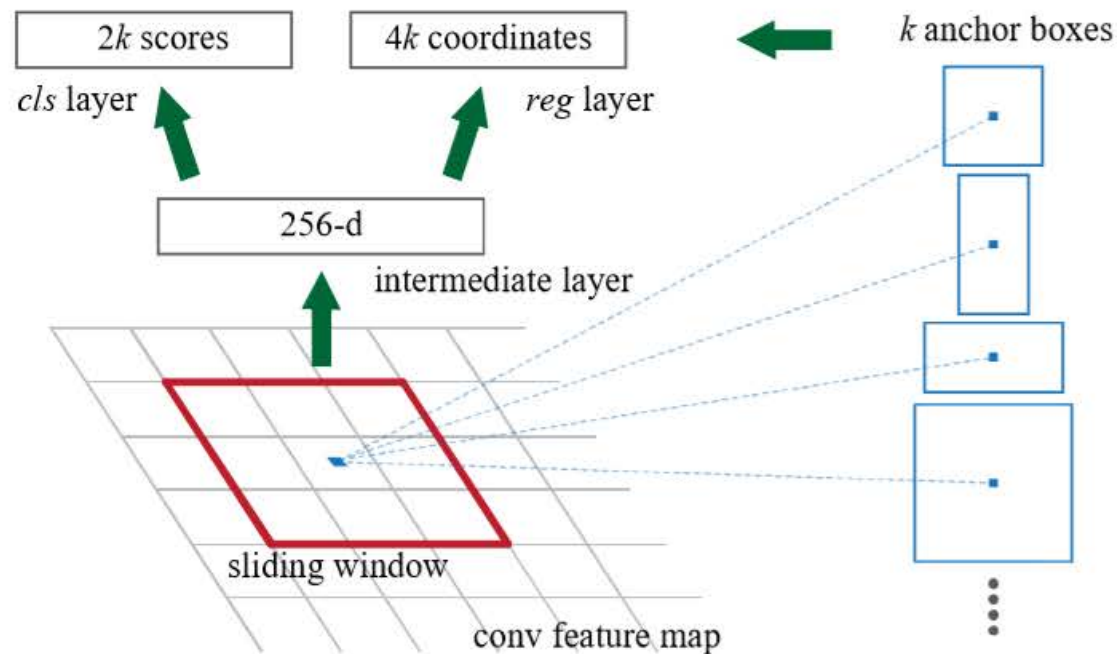 2k scores
4k coordinates
k anchor boxes
cls layer
reg layer
256-d
intermediate layer
sliding window
conv feature map